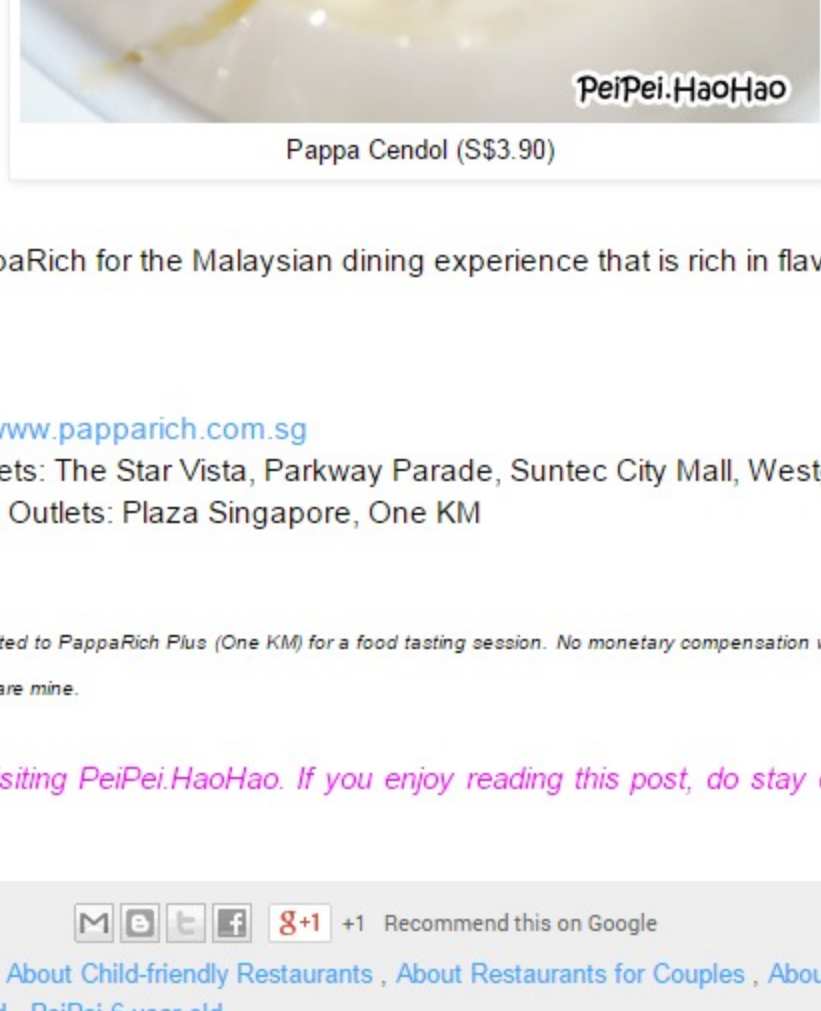 PeiPei.HaoHao
Pappa Cendol (S$3.90)
paRich for the Malaysian dining experience that is rich in flav
www.papparich.com.sg
ets: The Star Vista, Parkway Parade, Suntec City Mall, West
Outlets: Plaza Singapore, One KM
ted to PappaRich Plus (One KM) for a food tasting session. No monetary compensation
are mine.
siting PeiPei.HaoHao. If you enjoy reading this post, do stay
g+1 +1 Recommend this on Google
About Child-friendly Restaurants , About Restaurants for Couples , Abou